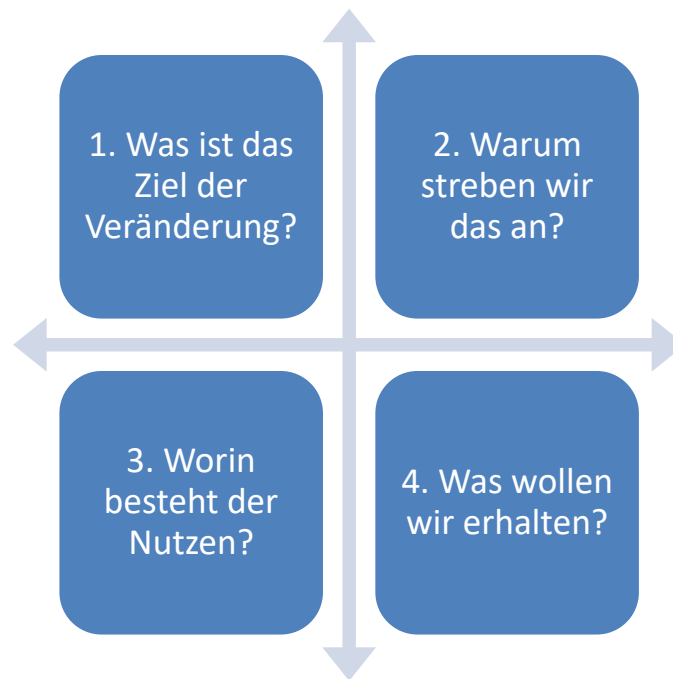 1. Was ist das
Ziel der
Veränderung?
2. Warum
streben wir
das an?
3. Worin
besteht der
Nutzen?
4. Was wollen
wir erhalten?